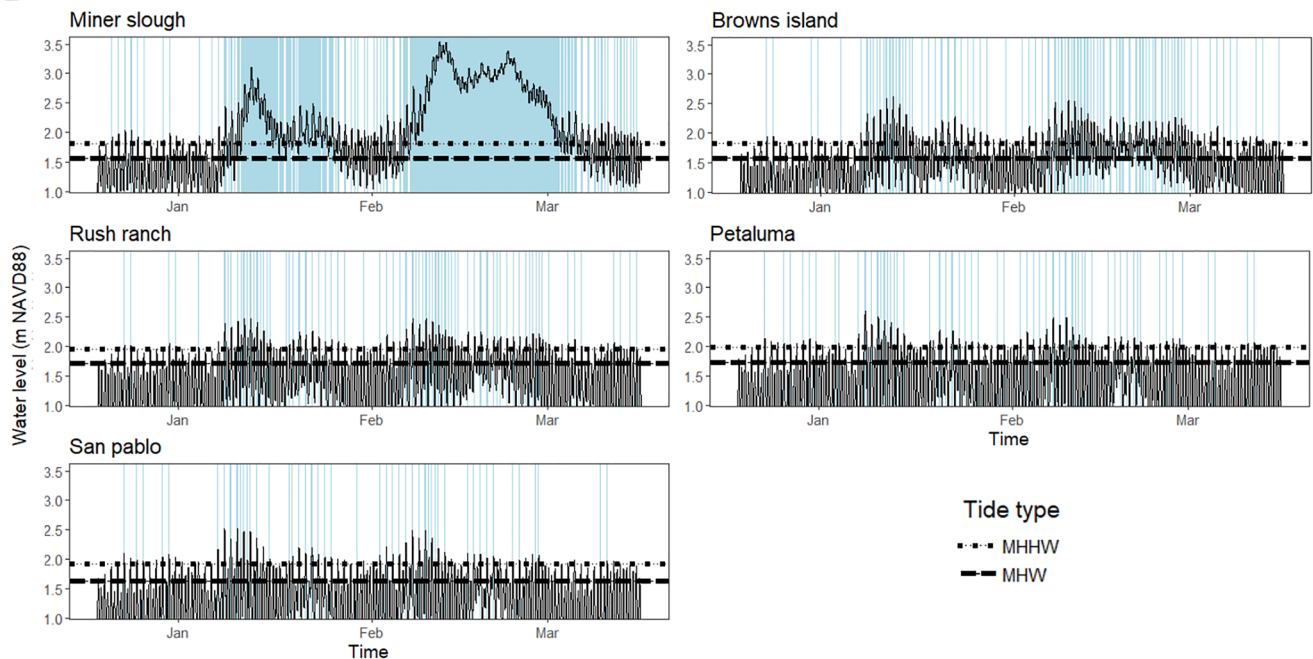 Miner slough
3.5
3.0
2.5
2.0
1.5
1.0
Jan
Feb
Mar
Browns island
3.5
3.0
2.5
2.0
1.5
1.0
Jan
Feb
Mar
Rush ranch
3.5
3.0
2.5
2.0
1.5
1.0
Jan
Feb
Mar
Petaluma
3.5
3.0
2.5
2.0
1.5
1.0
Jan
Feb
Mar
Time
Water level (m NAVD88)
San pablo
3.5
3.0
2.5
2.0
1.5
1.0
Jan
Feb
Mar
Time
Tide type
MHHW
MHW